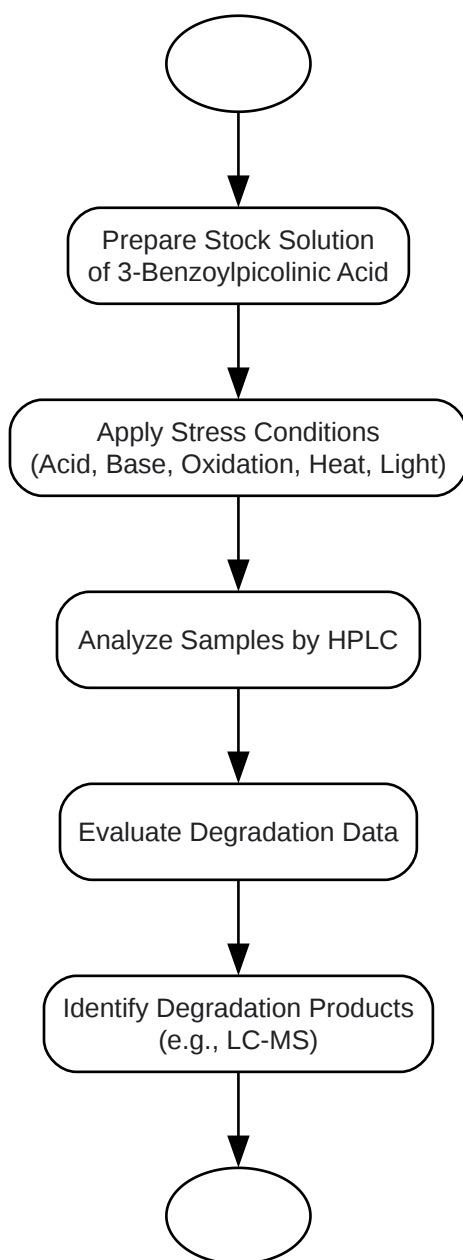 Prepare Stock Solution
of 3-Benzoylpicolinic Acid
Apply Stress Conditions
(Acid, Base, Oxidation, Heat, Light)
Analyze Samples by HPLC
Evaluate Degradation Data
Identify Degradation Products
(e.g., LC-MS)